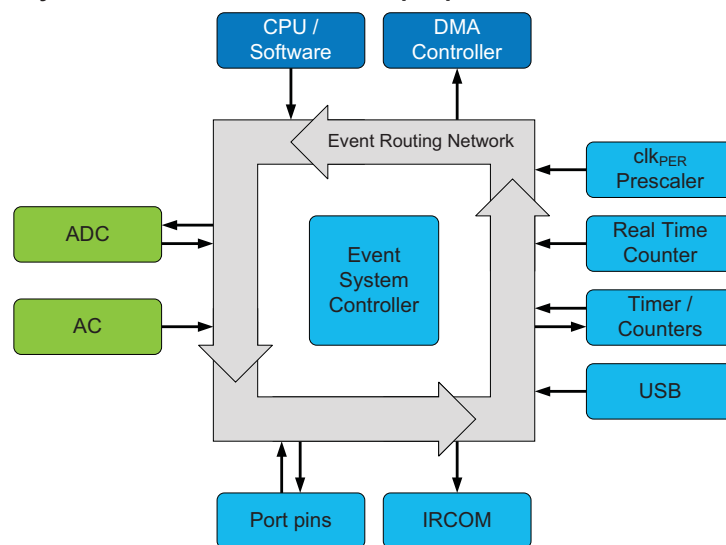 CPU /
Software
DMA
Controller
Event Routing Network
clkPER
Prescaler
ADC
Real Time
Counter
Event
System
Controller
AC
Timer /
Counters
USB
Port pins
IRCOM